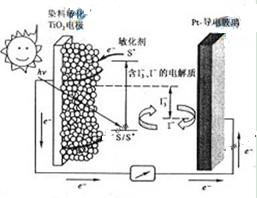 染料敏化
TiO₂电极
Pt-导电玻璃
敏化剂
e⁻
S*
hν
含I₃⁻、I⁻的电解质
I₃⁻
I⁻
S/S⁺
e⁻
e⁻
e⁻
e⁻